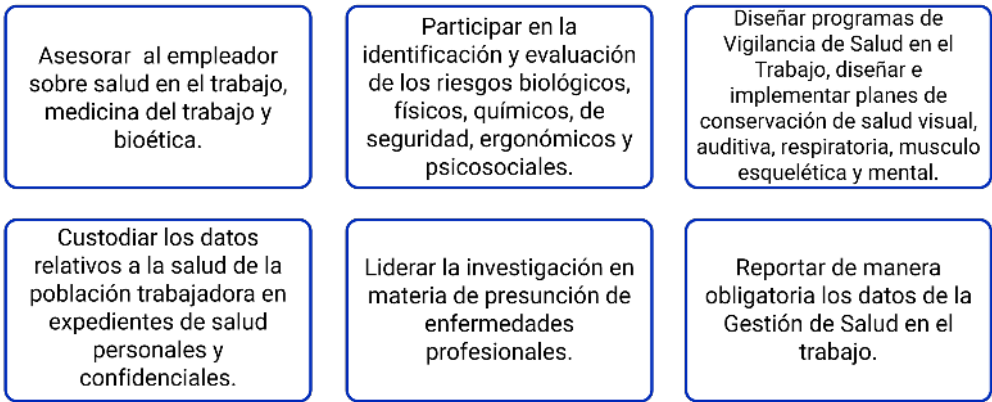 Asesorar al empleador
sobre salud en el trabajo,
medicina del trabajo y
bioética.
Participar en la
identificación y evaluación
de los riesgos biológicos,
físicos, químicos, de
seguridad, ergonómicos y
psicosociales.
Diseñar programas de
Vigilancia de Salud en el
Trabajo, diseñar e
implementar planes de
conservación de salud visual,
auditiva, respiratoria, musculo
esquelética y mental.
Custodiar los datos
relativos a la salud de la
población trabajadora en
expedientes de salud
personales y
confidenciales.
Liderar la investigación en
materia de presunción de
enfermedades
profesionales.
Reportar de manera
obligatoria los datos de la
Gestión de Salud en el
trabajo.